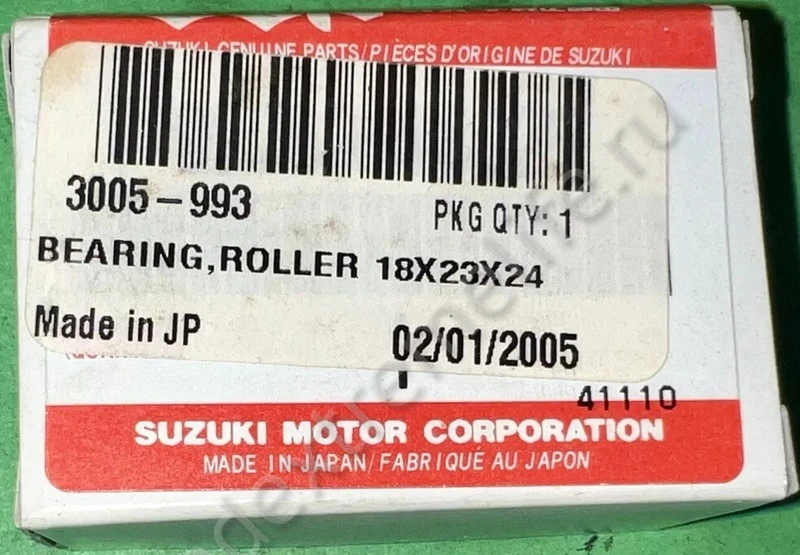 SUZUKI GENUINE PARTS/PIECES D'ORIGINE DE SUZUKI
3005-993
PKG QTY: 1
BEARING,ROLLER 18X23X24
Made in JP
02/01/2005
41110
SUZUKI MOTOR CORPORATION
MADE IN JAPAN/FABRIQUÉ AU JAPON